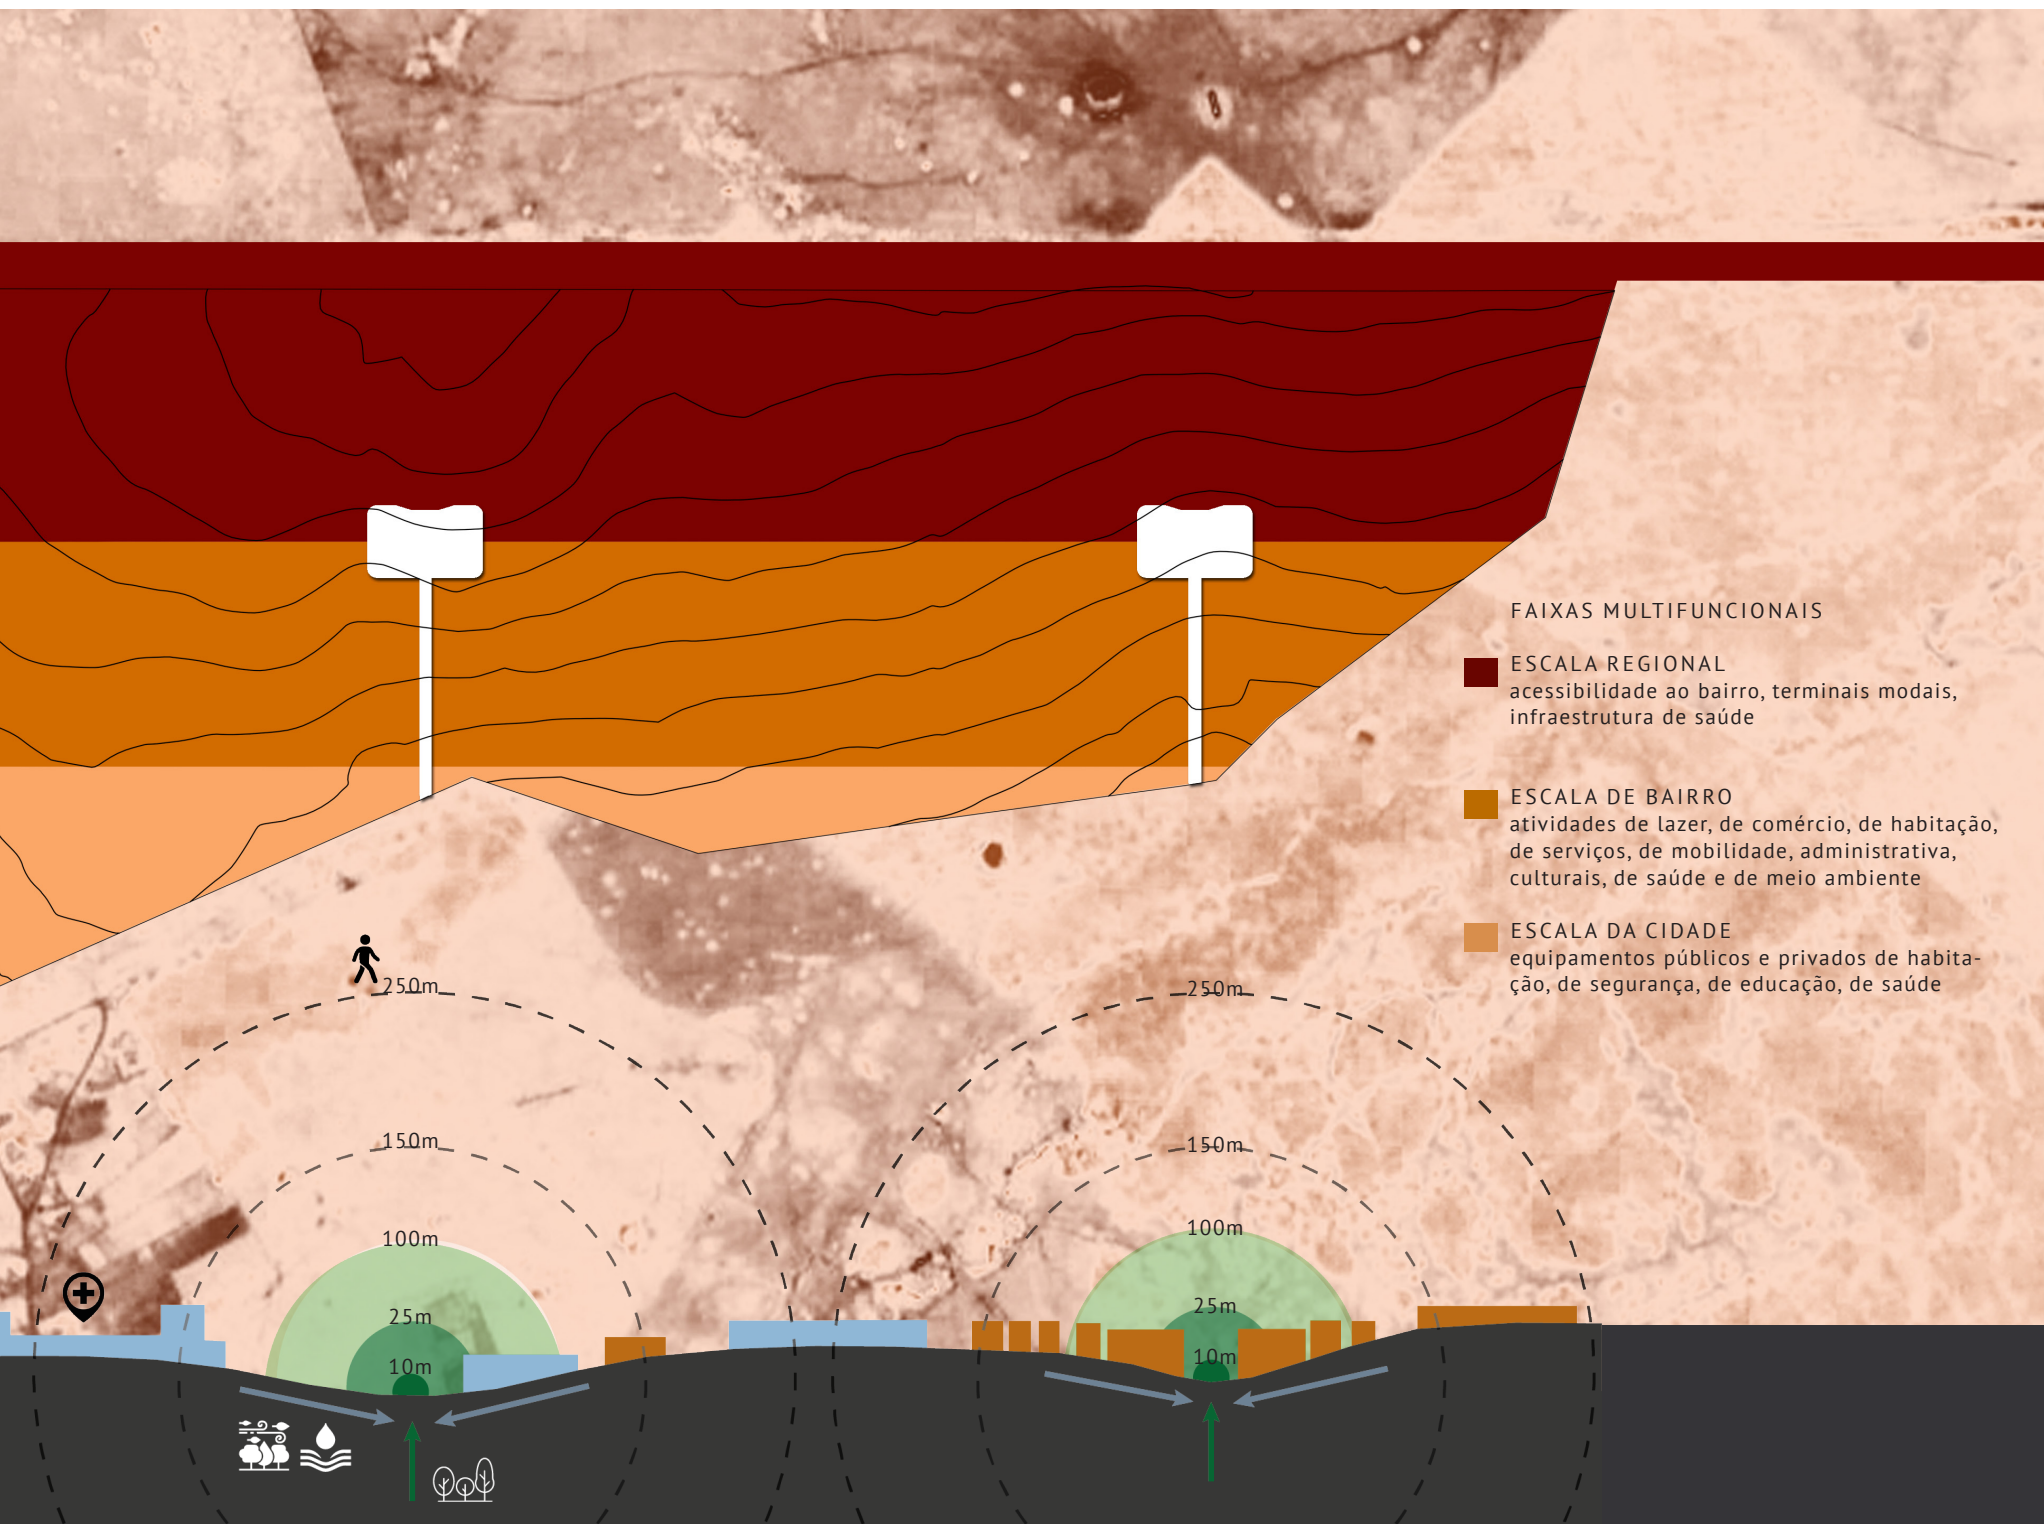 FAIXAS MULTIFUNCIONAIS
ESCALA REGIONAL
acessibilidade ao bairro, terminais modais,
infraestrutura de saúde
ESCALA DE BAIRRO
atividades de lazer, de comércio, de habitação,
de serviços, de mobilidade, administrativa,
culturais, de saúde e de meio ambiente
ESCALA DA CIDADE
equipamentos públicos e privados de habita-
ção, de segurança, de educação, de saúde
250m
150m
100m
25m
10m
250m
150m
100m
25m
10m